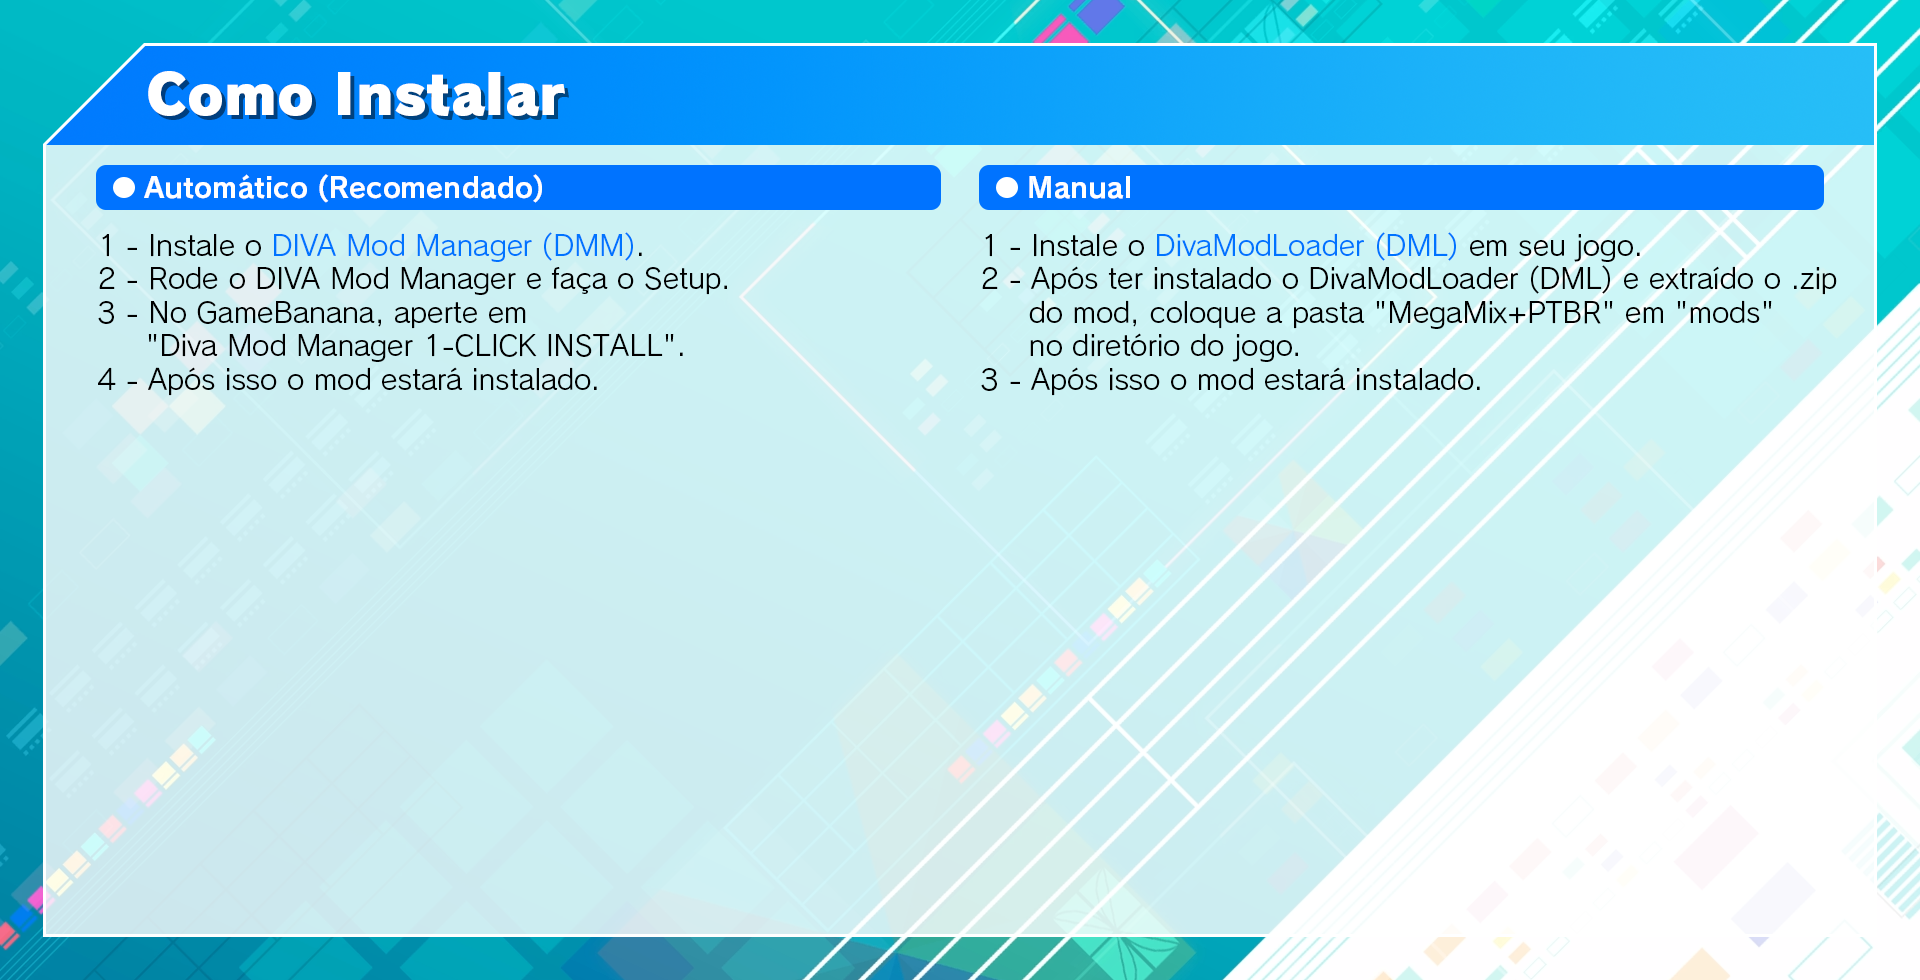 Como Instalar
● Automático (Recomendado)
1 - Instale o DIVA Mod Manager (DMM).
2 - Rode o DIVA Mod Manager e faça o Setup.
3 - No GameBanana, aperte em
"Diva Mod Manager 1-CLICK INSTALL".
4 - Após isso o mod estará instalado.
● Manual
1 - Instale o DivaModLoader (DML) em seu jogo.
2 - Após ter instalado o DivaModLoader (DML) e extraído o .zip
do mod, coloque a pasta "MegaMix+PTBR" em "mods"
no diretório do jogo.
3 - Após isso o mod estará instalado.